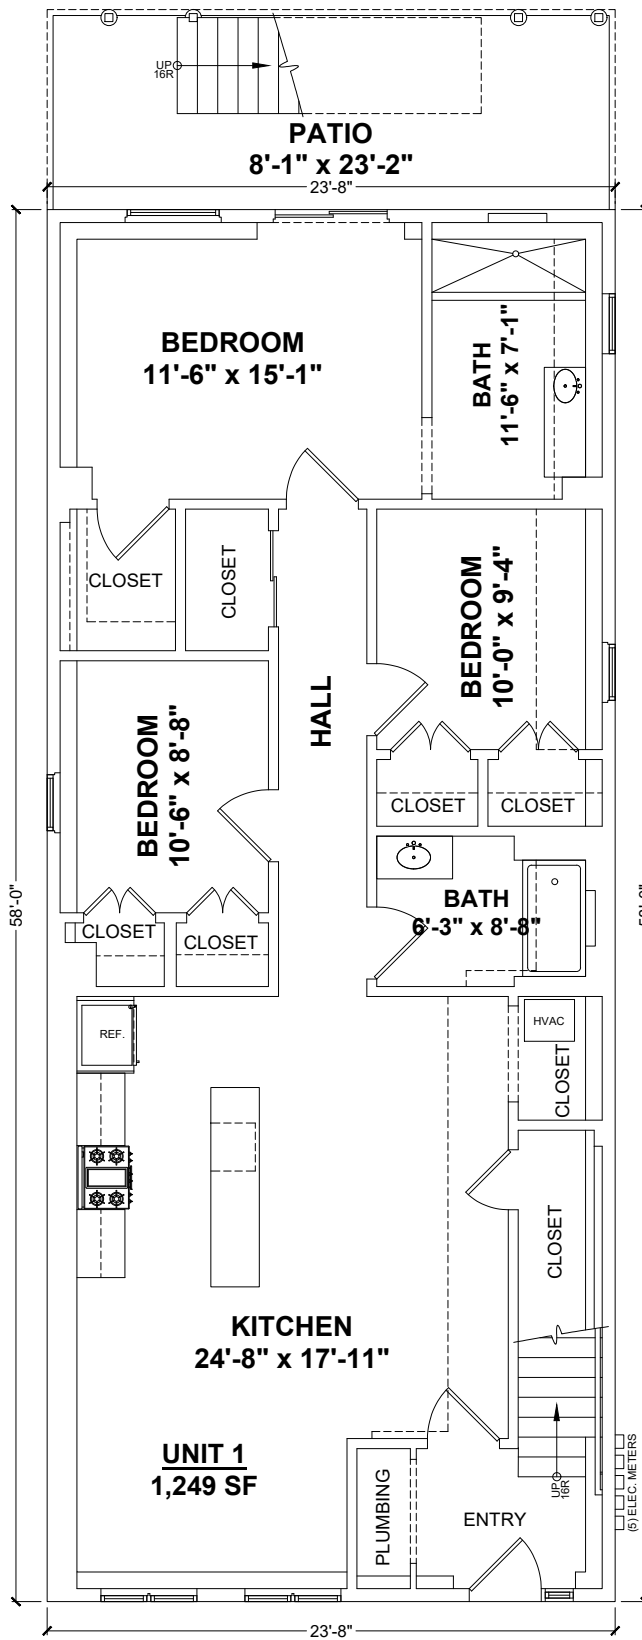 UP
16R
PATIO
8'-1" x 23'-2"
23'-8"
BEDROOM
11'-6" x 15'-1"
BATH
11'-6" x 7'-1"
CLOSET
CLOSET
BEDROOM
10'-0" x 9'-4"
HALL
BEDROOM
10'-6" x 8'-8"
CLOSET
CLOSET
58'-0"
BATH
6'-3" x 8'-8"
CLOSET
CLOSET
REF.
HVAC
CLOSET
CLOSET
KITCHEN
24'-8" x 17'-11"
UNIT 1
1,249 SF
PLUMBING
ENTRY
UP
16R
(5) ELEC. METERS
23'-8"